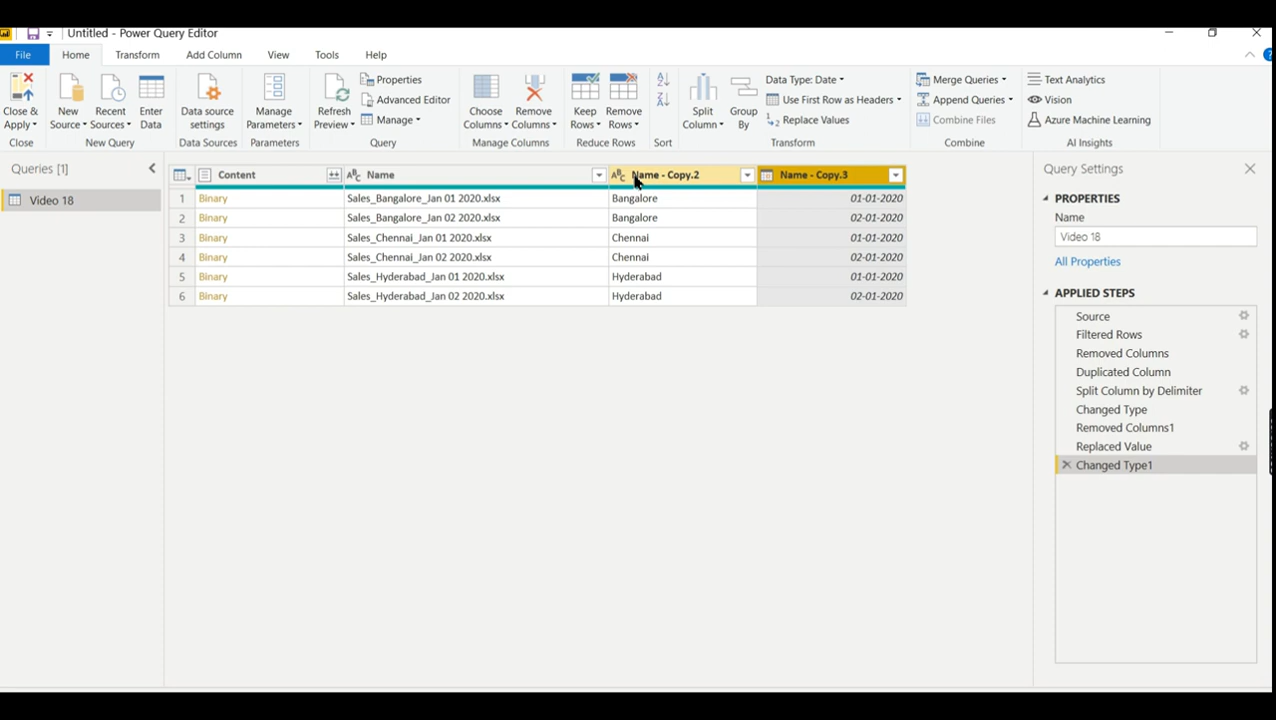 Untitled - Power Query Editor
File Home Transform Add Column View Tools Help
Close & Apply
New Source
Recent Sources
Enter Data
Data source settings
Manage Parameters
Refresh Preview
Properties
Advanced Editor
Manage
Choose Columns
Remove Columns
Keep Rows
Remove Rows
Split Column
Group By
Data Type: Date
Use First Row as Headers
Replace Values
Merge Queries
Append Queries
Combine Files
Text Analytics
Vision
Azure Machine Learning
Close New Query Data Sources Parameters Query Manage Columns Reduce Rows Sort Transform Combine AI Insights
Queries [1]
Video 18
Content Name Name - Copy.2 Name - Copy.3
1 Binary Sales_Bangalore_Jan 01 2020.xlsx Bangalore 01-01-2020
2 Binary Sales_Bangalore_Jan 02 2020.xlsx Bangalore 02-01-2020
3 Binary Sales_Chennai_Jan 01 2020.xlsx Chennai 01-01-2020
4 Binary Sales_Chennai_Jan 02 2020.xlsx Chennai 02-01-2020
5 Binary Sales_Hyderabad_Jan 01 2020.xlsx Hyderabad 01-01-2020
6 Binary Sales_Hyderabad_Jan 02 2020.xlsx Hyderabad 02-01-2020
Query Settings
PROPERTIES
Name
Video 18
All Properties
APPLIED STEPS
Source
Filtered Rows
Removed Columns
Duplicated Column
Split Column by Delimiter
Changed Type
Removed Columns1
Replaced Value
Changed Type1